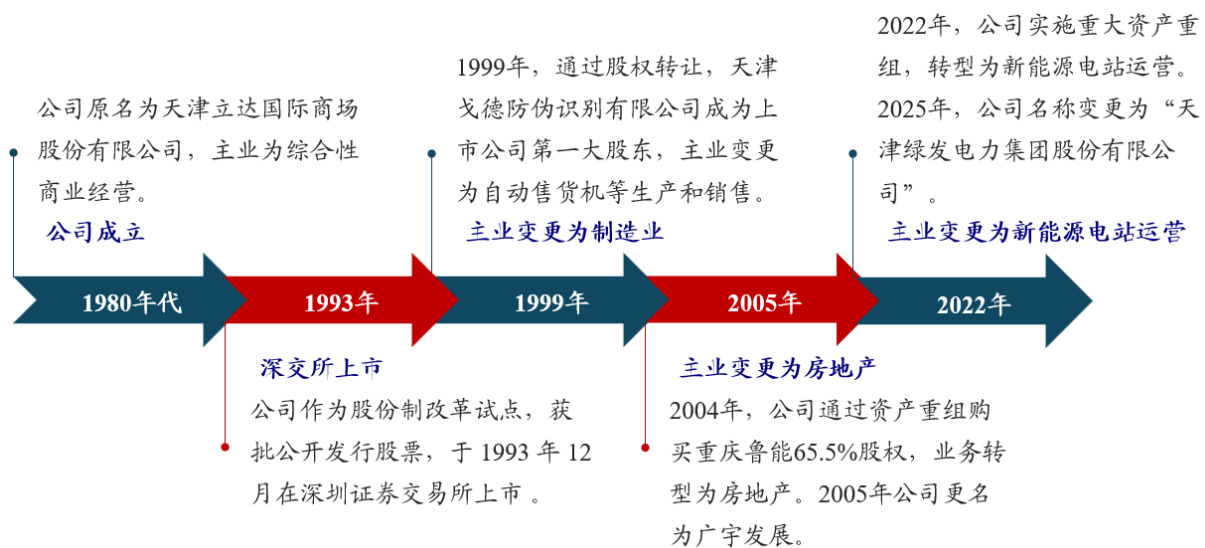 公司原名为天津立达国际商场
股份有限公司，主业为综合性
商业经营。
公司成立
1999年，通过股权转让，天津
戈德防伪识别有限公司成为上
市公司第一大股东，主业变更
为自动售货机等生产和销售。
主业变更为制造业
2022年，公司实施重大资产重
组，转型为新能源电站运营。
2025年，公司名称变更为“天
津绿发电力集团股份有限公
司”。
主业变更为新能源电站运营
1980年代
1993年
1999年
2005年
2022年
深交所上市
公司作为股份制改革试点，获
批公开发行股票，于 1993 年 12
月在深圳证券交易所上市 。
主业变更为房地产
2004年，公司通过资产重组购
买重庆鲁能65.5%股权，业务转
型为房地产。2005年公司更名
为广宇发展。